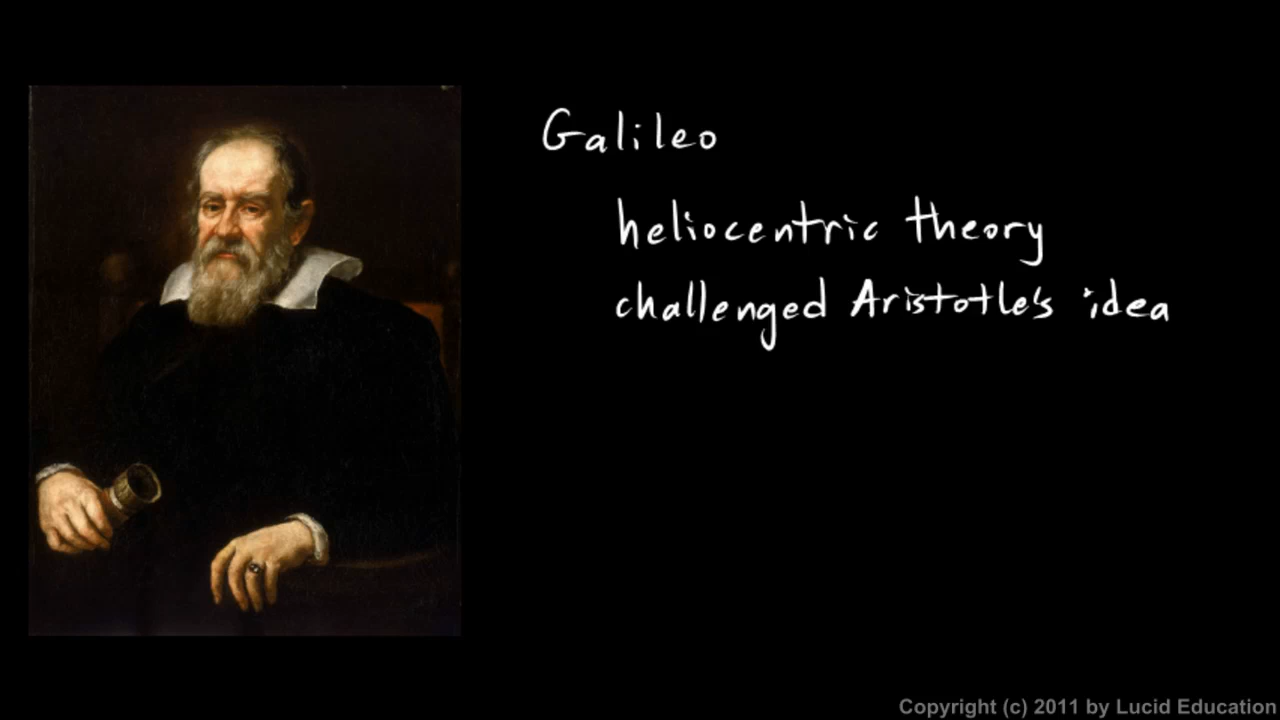 Galileo
heliocentric theory
challenged Aristotle's idea
Copyright (c) 2011 by Lucid Education